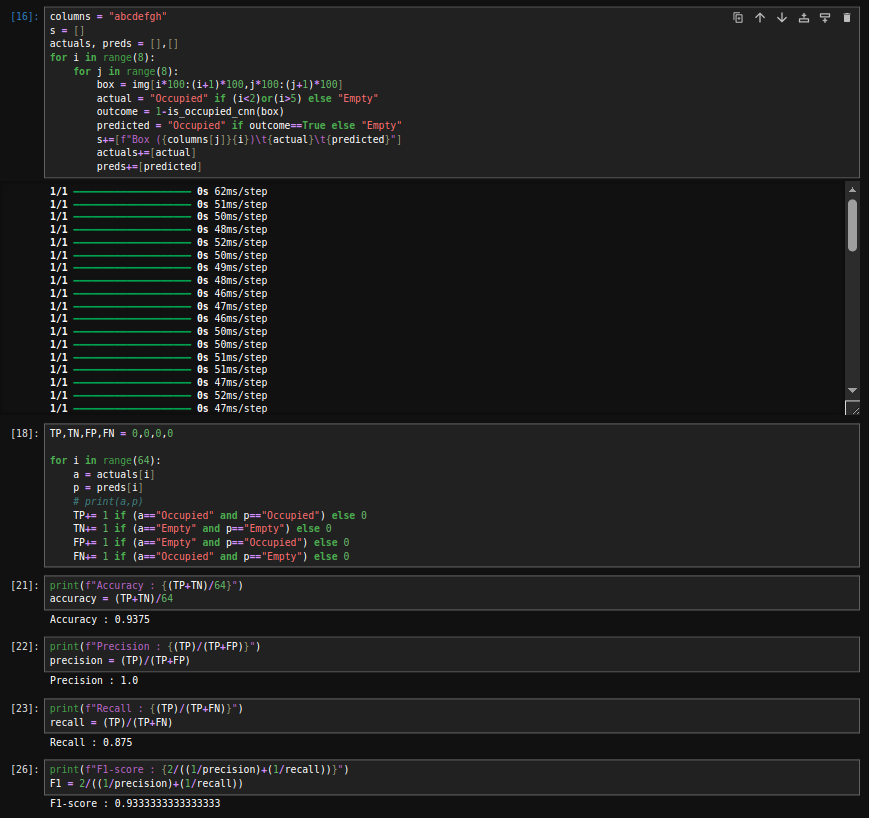 [16]:
columns = "abcdefgh"
s = []
actuals, preds = [],[]
for i in range(8):
    for j in range(8):
        box = img[i*100:(i+1)*100,j*100:(j+1)*100]
        actual = "Occupied" if (i<2)or(i>5) else "Empty"
        outcome = 1-is_occupied_cnn(box)
        predicted = "Occupied" if outcome==True else "Empty"
        s+=[f"Box ({columns[j]}{i})\t{actual}\t{predicted}"]
        actuals+=[actual]
        preds+=[predicted]
1/1 0s 62ms/step
1/1 0s 51ms/step
1/1 0s 50ms/step
1/1 0s 48ms/step
1/1 0s 52ms/step
1/1 0s 50ms/step
1/1 0s 49ms/step
1/1 0s 48ms/step
1/1 0s 46ms/step
1/1 0s 47ms/step
1/1 0s 46ms/step
1/1 0s 50ms/step
1/1 0s 50ms/step
1/1 0s 51ms/step
1/1 0s 51ms/step
1/1 0s 47ms/step
1/1 0s 52ms/step
1/1 0s 47ms/step
[18]:
TP,TN,FP,FN = 0,0,0,0
for i in range(64):
    a = actuals[i]
    p = preds[i]
    # print(a,p)
    TP+= 1 if (a=="Occupied" and p=="Occupied") else 0
    TN+= 1 if (a=="Empty" and p=="Empty") else 0
    FP+= 1 if (a=="Empty" and p=="Occupied") else 0
    FN+= 1 if (a=="Occupied" and p=="Empty") else 0
[21]:
print(f"Accuracy : {(TP+TN)/64}")
accuracy = (TP+TN)/64
Accuracy : 0.9375
[22]:
print(f"Precision : {(TP)/(TP+FP)}")
precision = (TP)/(TP+FP)
Precision : 1.0
[23]:
print(f"Recall : {(TP)/(TP+FN)}")
recall = (TP)/(TP+FN)
Recall : 0.875
[26]:
print(f"F1-score : {2/((1/precision)+(1/recall))}")
F1 = 2/((1/precision)+(1/recall))
F1-score : 0.9333333333333333